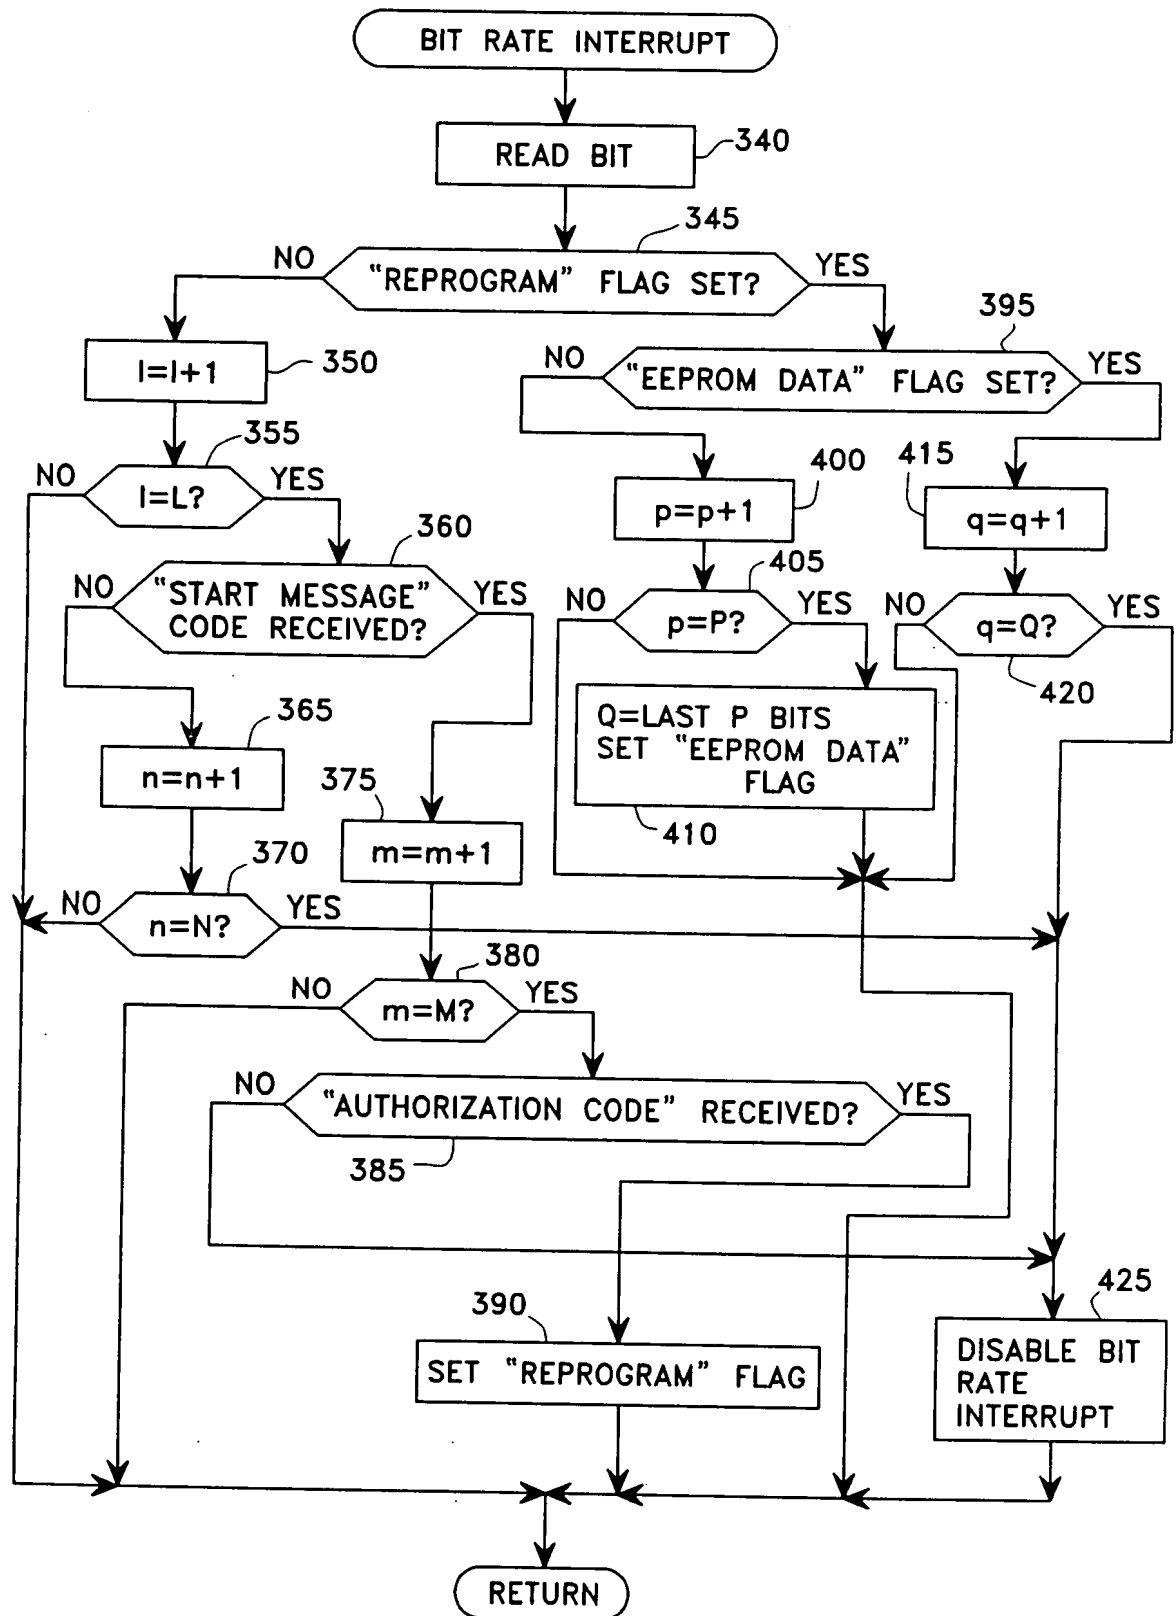 BIT RATE INTERRUPT
READ BIT
340
345
NO
"REPROGRAM" FLAG SET?
YES
395
l=l+1
350
NO
"EEPROM DATA" FLAG SET?
YES
355
NO
l=L?
YES
400
p=p+1
415
q=q+1
360
NO
"START MESSAGE"
CODE RECEIVED?
YES
405
NO
p=P?
YES
NO
q=Q?
YES
420
365
n=n+1
Q=LAST P BITS
SET "EEPROM DATA"
FLAG
410
375
m=m+1
370
NO
n=N?
YES
380
NO
m=M?
YES
NO
"AUTHORIZATION CODE" RECEIVED?
YES
385
390
SET "REPROGRAM" FLAG
425
DISABLE BIT
RATE
INTERRUPT
RETURN